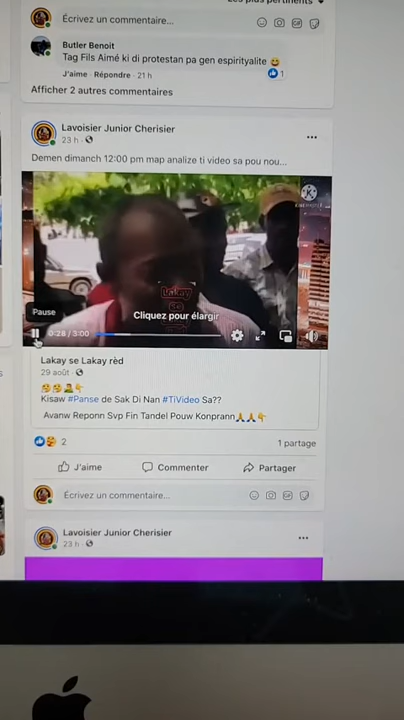 Écrivez un commentaire...
Butler Benoit
Tag Fils Aimé ki di protestan pa gen espirityalite 😄
J'aime · Répondre · 21 h
1
Afficher 2 autres commentaires
Lavoisier Junior Cherisier
23 h
Demen dimanch 12:00 pm map analize ti video sa pou nou...
Lakay
se
Pause
Cliquez pour élargir
0:28 / 3:00
Lakay se Lakay rèd
29 août
Kisaw #Panse de Sak Di Nan #TiVideo Sa??
Avanw Reponn Svp Fin Tandel Pouw Konprann🙏🙏👇
2
1 partage
J'aime
Commenter
Partager
Écrivez un commentaire...
Lavoisier Junior Cherisier
23 h